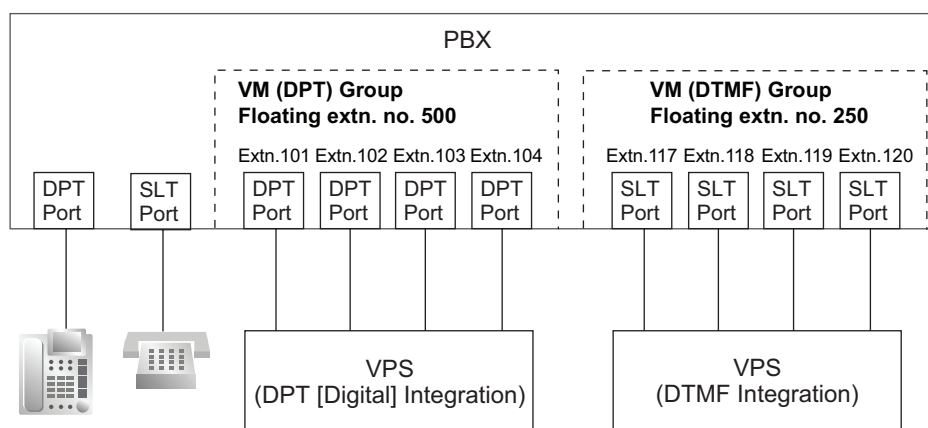 PBX
VM (DPT) Group
Floating extn. no. 500
VM (DTMF) Group
Floating extn. no. 250
Extn.101 Extn.102 Extn.103 Extn.104
Extn.117 Extn.118 Extn.119 Extn.120
DPT
Port
SLT
Port
DPT
Port
DPT
Port
DPT
Port
DPT
Port
SLT
Port
SLT
Port
SLT
Port
SLT
Port
VPS
(DPT [Digital] Integration)
VPS
(DTMF Integration)